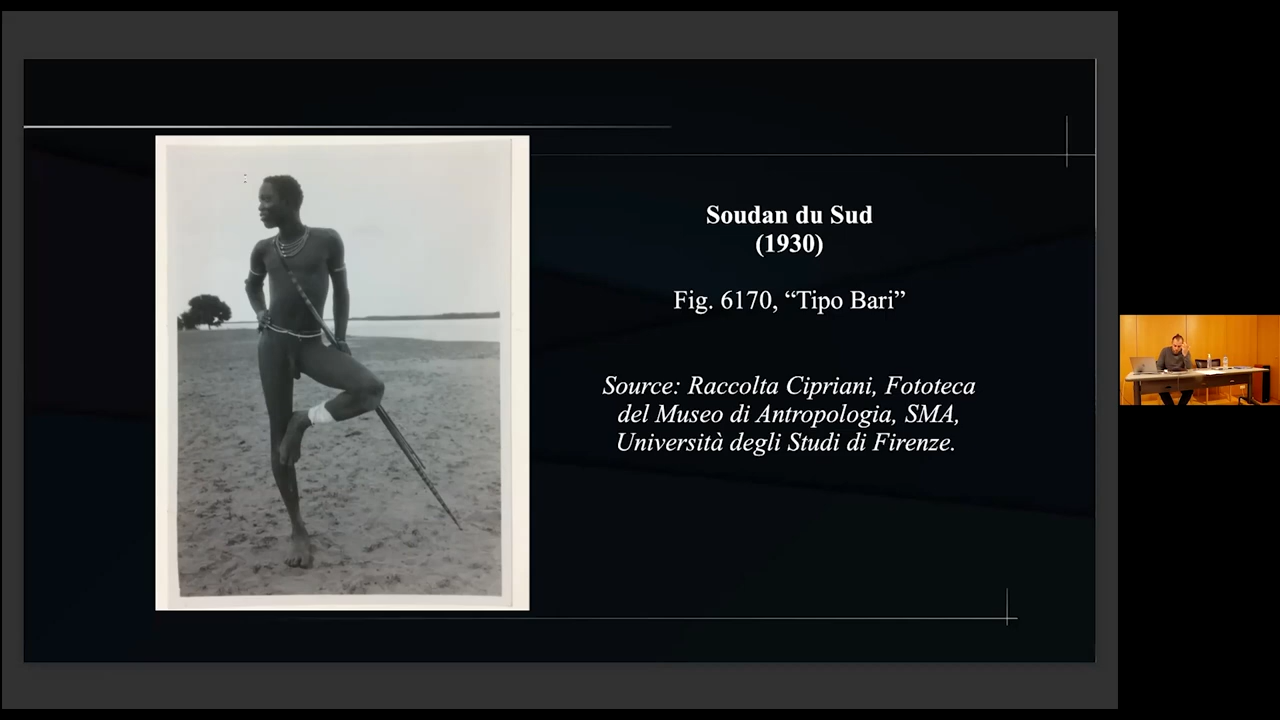 Soudan du Sud
(1930)
Fig. 6170, “Tipo Bari”
Source: Raccolta Cipriani, Fototeca
del Museo di Antropologia, SMA,
Università degli Studi di Firenze.